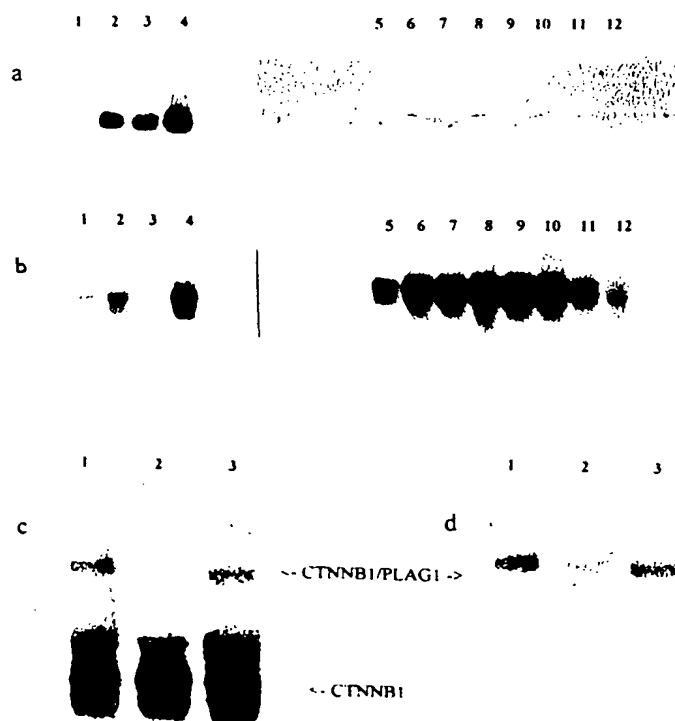 1 2 3 4 5 6 7 8 9 10 11 12
a
1 2 3 4 5 6 7 8 9 10 11 12
b
1 2 3 1 2 3
c d
<-- CTNNB1/PLAG1 -->
<-- CTNNB1